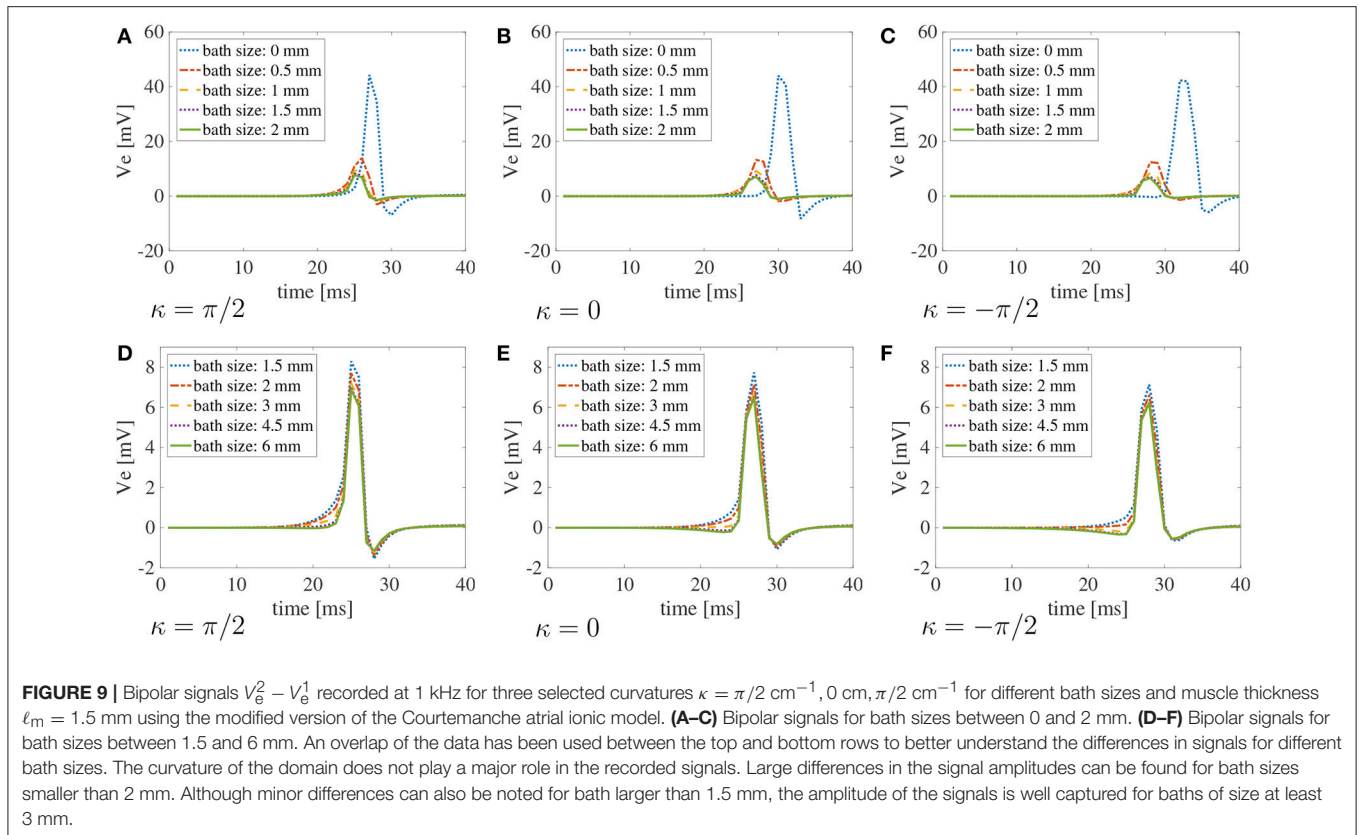 A
60
40
20
0
-20
Ve [mV]
bath size: 0 mm
bath size: 0.5 mm
bath size: 1 mm
bath size: 1.5 mm
bath size: 2 mm
0 10 20 30 40
time [ms]
κ = π/2
B
60
40
20
0
-20
Ve [mV]
bath size: 0 mm
bath size: 0.5 mm
bath size: 1 mm
bath size: 1.5 mm
bath size: 2 mm
0 10 20 30 40
time [ms]
κ = 0
C
60
40
20
0
-20
Ve [mV]
bath size: 0 mm
bath size: 0.5 mm
bath size: 1 mm
bath size: 1.5 mm
bath size: 2 mm
0 10 20 30 40
time [ms]
κ = −π/2
D
8
6
4
2
0
-2
Ve [mV]
bath size: 1.5 mm
bath size: 2 mm
bath size: 3 mm
bath size: 4.5 mm
bath size: 6 mm
0 10 20 30 40
time [ms]
κ = π/2
E
8
6
4
2
0
-2
Ve [mV]
bath size: 1.5 mm
bath size: 2 mm
bath size: 3 mm
bath size: 4.5 mm
bath size: 6 mm
0 10 20 30 40
time [ms]
κ = 0
F
8
6
4
2
0
-2
Ve [mV]
bath size: 1.5 mm
bath size: 2 mm
bath size: 3 mm
bath size: 4.5 mm
bath size: 6 mm
0 10 20 30 40
time [ms]
κ = −π/2
FIGURE 9 | Bipolar signals V_e^2 − V_e^1 recorded at 1 kHz for three selected curvatures κ = π/2 cm⁻¹, 0 cm, π/2 cm⁻¹ for different bath sizes and muscle thickness
ℓ_m = 1.5 mm using the modified version of the Courtemanche atrial ionic model. (A–C) Bipolar signals for bath sizes between 0 and 2 mm. (D–F) Bipolar signals for
bath sizes between 1.5 and 6 mm. An overlap of the data has been used between the top and bottom rows to better understand the differences in signals for different
bath sizes. The curvature of the domain does not play a major role in the recorded signals. Large differences in the signal amplitudes can be found for bath sizes
smaller than 2 mm. Although minor differences can also be noted for bath larger than 1.5 mm, the amplitude of the signals is well captured for baths of size at least
3 mm.